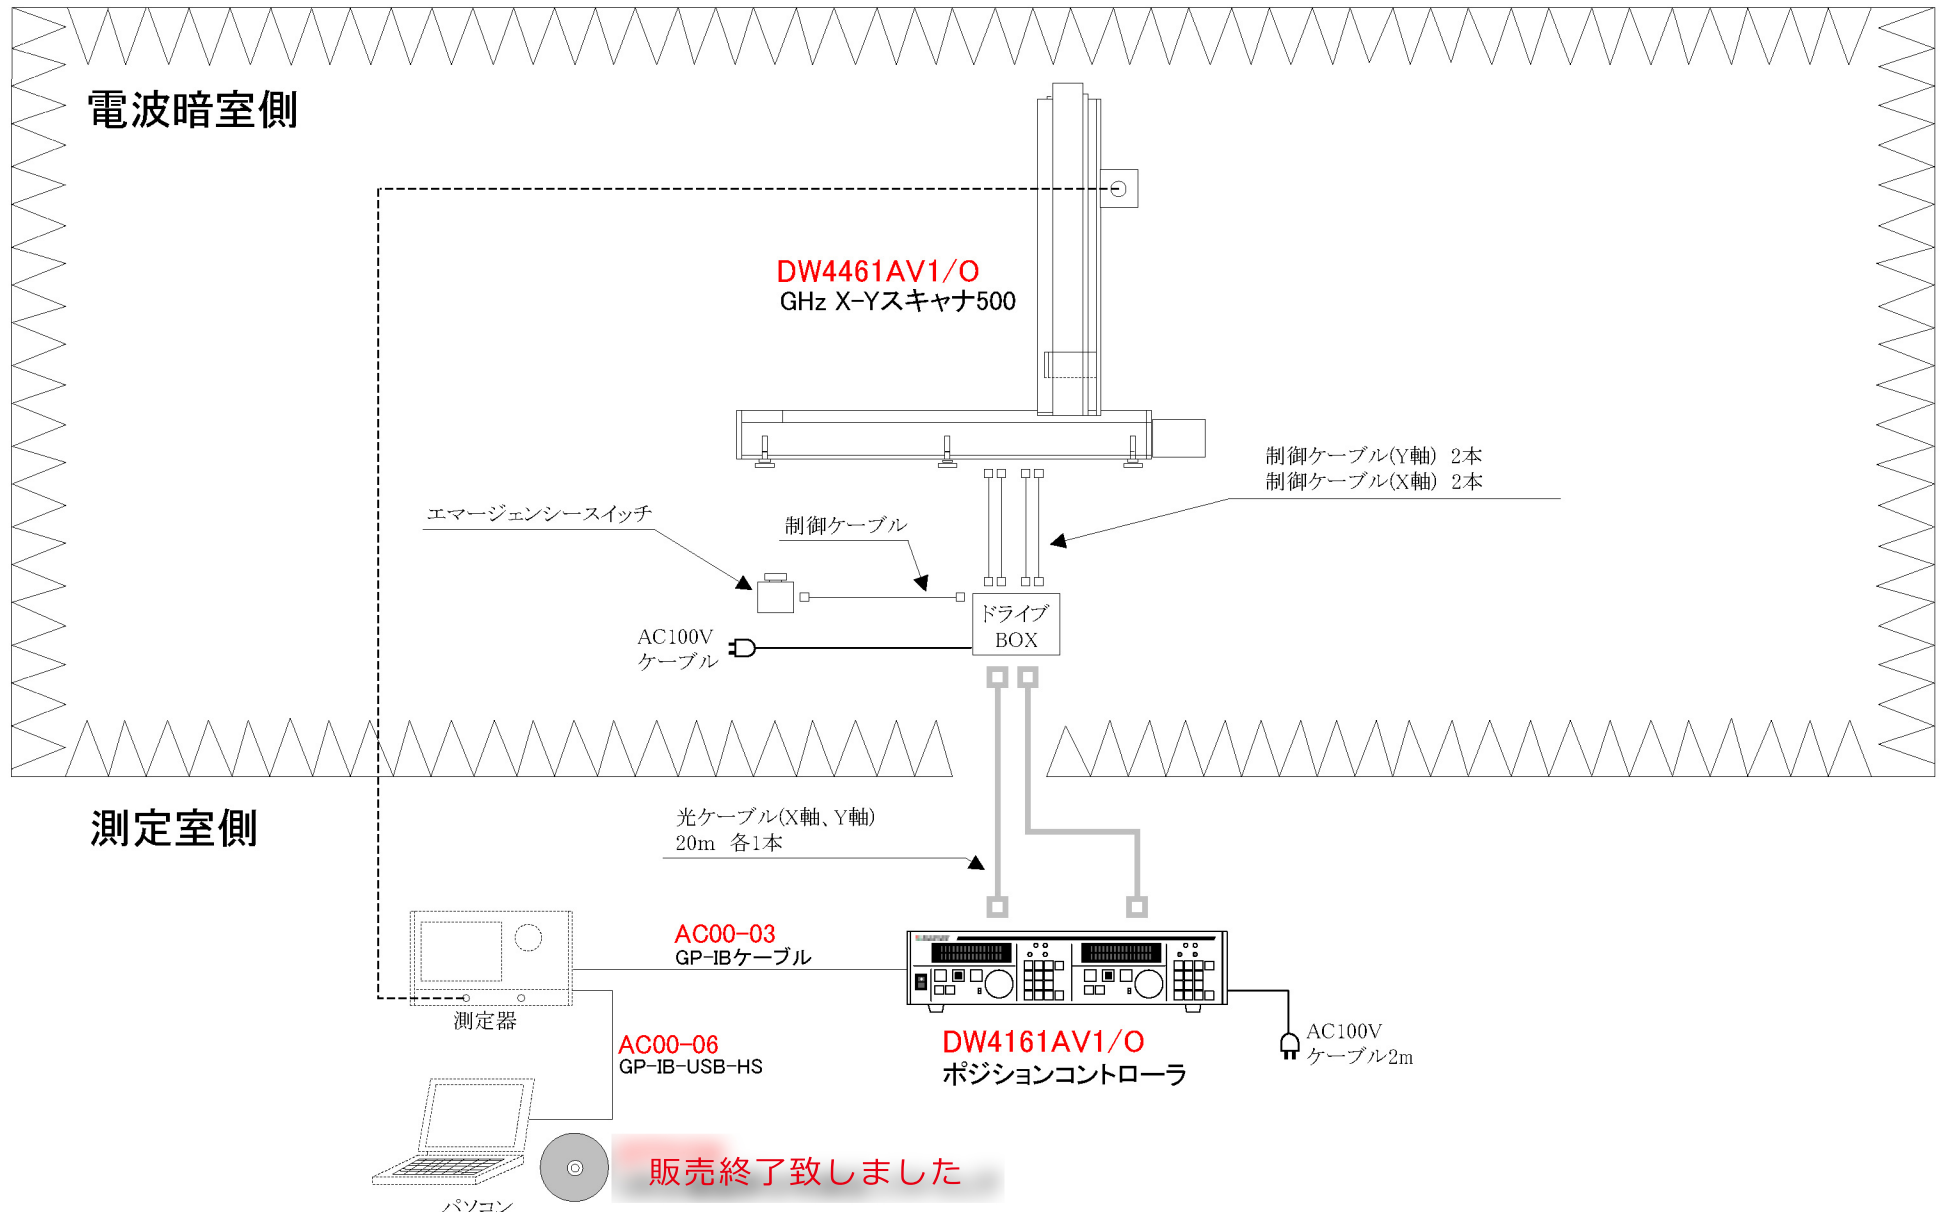 電波暗室側
DW4461AV1/O
GHz X-Yスキャナ500
制御ケーブル(Y軸) 2本
制御ケーブル(X軸) 2本
エマージェンシースイッチ
制御ケーブル
ドライブ
BOX
AC100V
ケーブル
測定室側
光ケーブル(X軸、Y軸)
20m 各1本
AC00-03
GP-IBケーブル
測定器
AC00-06
GP-IB-USB-HS
DW4161AV1/O
ポジションコントローラ
AC100V
ケーブル2m
販売終了致しました
パソコン